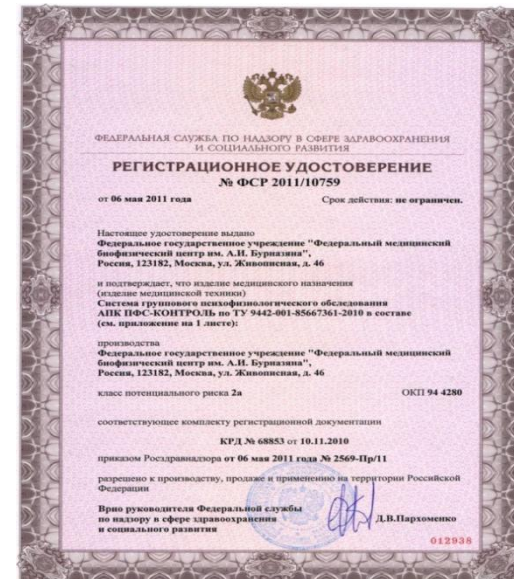 ФЕДЕРАЛЬНАЯ СЛУЖБА ПО НАДЗОРУ В СФЕРЕ ЗДРАВООХРАНЕНИЯ
И СОЦИАЛЬНОГО РАЗВИТИЯ
РЕГИСТРАЦИОННОЕ УДОСТОВЕРЕНИЕ
№ ФСР 2011/10759
от 06 мая 2011 года Срок действия: не ограничен.
Настоящее удостоверение выдано
Федеральное государственное учреждение "Федеральный медицинский
биофизический центр им. А.И. Бурназяна",
Россия, 123182, Москва, ул. Живописная, д. 46
и подтверждает, что изделие медицинского назначения
(изделие медицинской техники)
Система группового психофизиологического обследования
АПК ПФС-КОНТРОЛЬ по ТУ 9442-001-85667361-2010 в составе
(см. приложение на 1 листе):
производства
Федеральное государственное учреждение "Федеральный медицинский
биофизический центр им. А.И. Бурназяна",
Россия, 123182, Москва, ул. Живописная, д. 46
класс потенциального риска 2а ОКП 94 4280
соответствующее комплекту регистрационной документации
КРД № 68853 от 10.11.2010
приказом Росздравнадзора от 06 мая 2011 года № 2569-Пр/11
разрешено к производству, продаже и применению на территории Российской
Федерации
Врио руководителя Федеральной службы
по надзору в сфере здравоохранения
и социального развития
Д.В.Пархоменко
012938